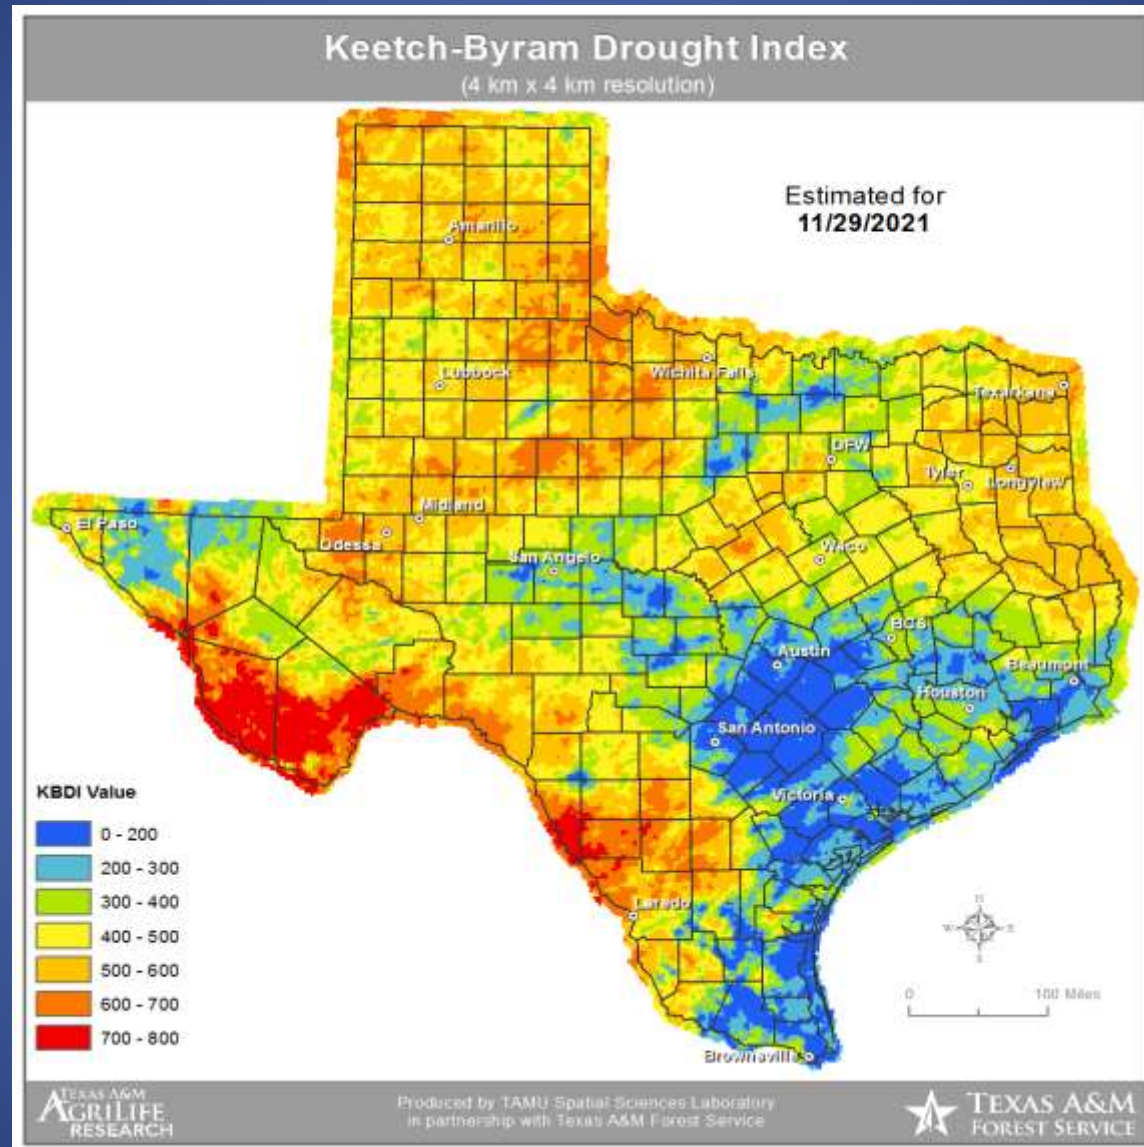 Keetch-Byram Drought Index
(4 km x 4 km resolution)
Estimated for
11/29/2021
Amarillo
Lubbock
Wichita Falls
Texarkana
DFW
Tyler
Longview
Midland
El Paso
Odessa
San Angelo
Waco
BCS
Austin
Beaumont
Houston
San Antonio
Victoria
Laredo
Brownsville
KBDI Value
0 - 200
200 - 300
300 - 400
400 - 500
500 - 600
600 - 700
700 - 800
N
W
E
S
0
100 Miles
TEXAS A&M
AGRILIFE
RESEARCH
Produced by TAMU Spatial Sciences Laboratory
in partnership with Texas A&M Forest Service
TEXAS A&M
FOREST SERVICE